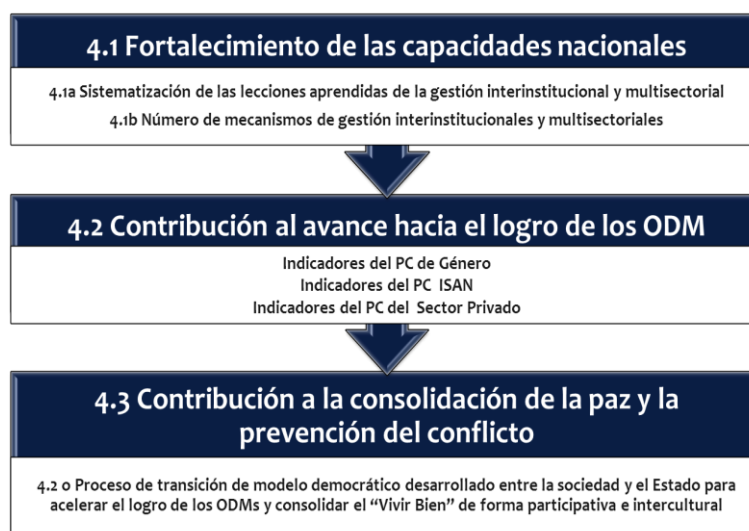 4.1 Fortalecimiento de las capacidades nacionales
4.1a Sistematización de las lecciones aprendidas de la gestión interinstitucional y multisectorial
4.1b Número de mecanismos de gestión interinstitucionales y multisectoriales
4.2 Contribución al avance hacia el logro de los ODM
Indicadores del PC de Género
Indicadores del PC ISAN
Indicadores del PC del Sector Privado
4.3 Contribución a la consolidación de la paz y la
prevención del conflicto
4.2 o Proceso de transición de modelo democrático desarrollado entre la sociedad y el Estado para
acelerar el logro de los ODMs y consolidar el “Vivir Bien” de forma participativa e intercultural